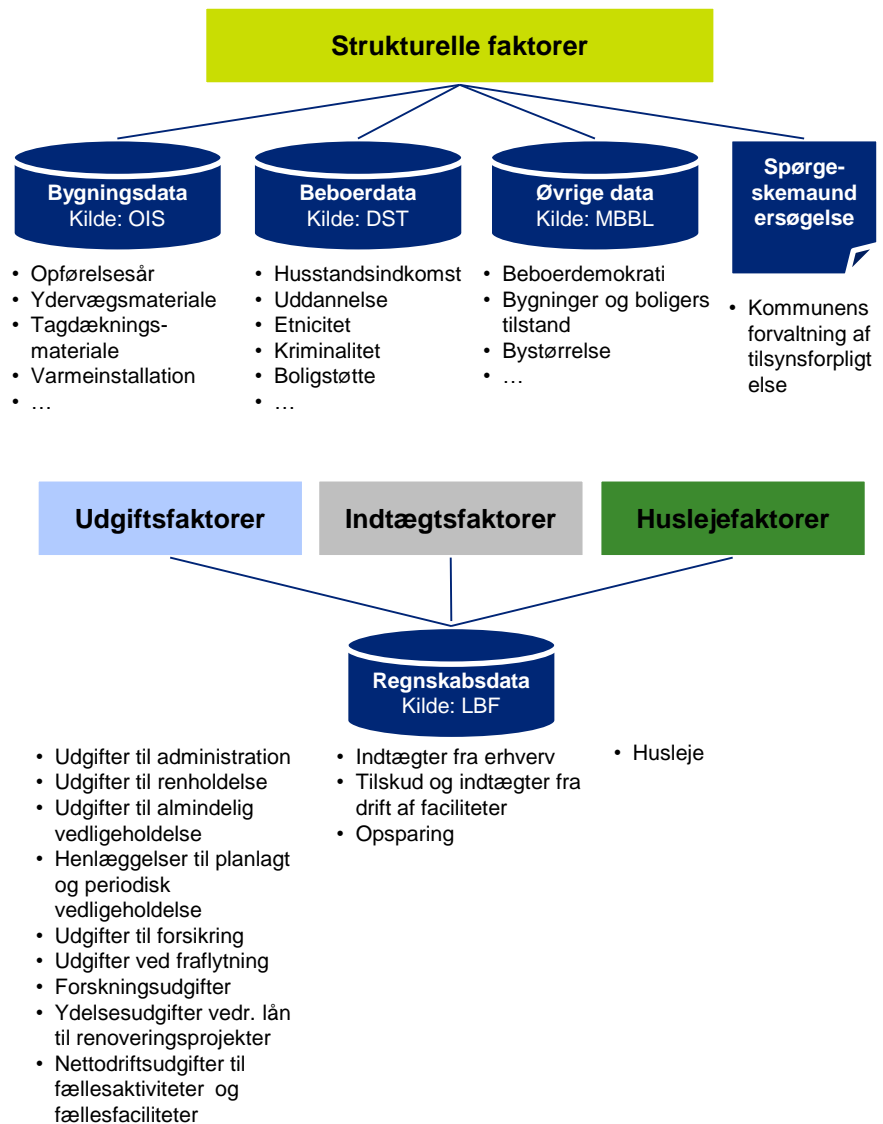 Strukturelle faktorer
Bygningsdata
Kilde: OIS
Beboerdata
Kilde: DST
Øvrige data
Kilde: MBBL
Spørge-
skemaund
ersøgelse
• Opførelsesår
• Ydervægsmateriale
• Tagdæknings-
materiale
• Varmeinstallation
• …
• Husstandsindkomst
• Uddannelse
• Etnicitet
• Kriminalitet
• Boligstøtte
• …
• Beboerdemokrati
• Bygninger og boligers
tilstand
• Bystørrelse
• …
• Kommunens
forvaltning af
tilsynsforpligt
else
Udgiftsfaktorer
Indtægtsfaktorer
Huslejefaktorer
Regnskabsdata
Kilde: LBF
• Udgifter til administration
• Udgifter til renholdelse
• Udgifter til almindelig
vedligeholdelse
• Henlæggelser til planlagt
og periodisk
vedligeholdelse
• Udgifter til forsikring
• Udgifter ved fraflytning
• Forskningsudgifter
• Ydelsesudgifter vedr. lån
til renoveringsprojekter
• Nettodriftsudgifter til
fællesaktiviteter og
fællesfaciliteter
• Indtægter fra erhverv
• Tilskud og indtægter fra
drift af faciliteter
• Opsparing
• Husleje